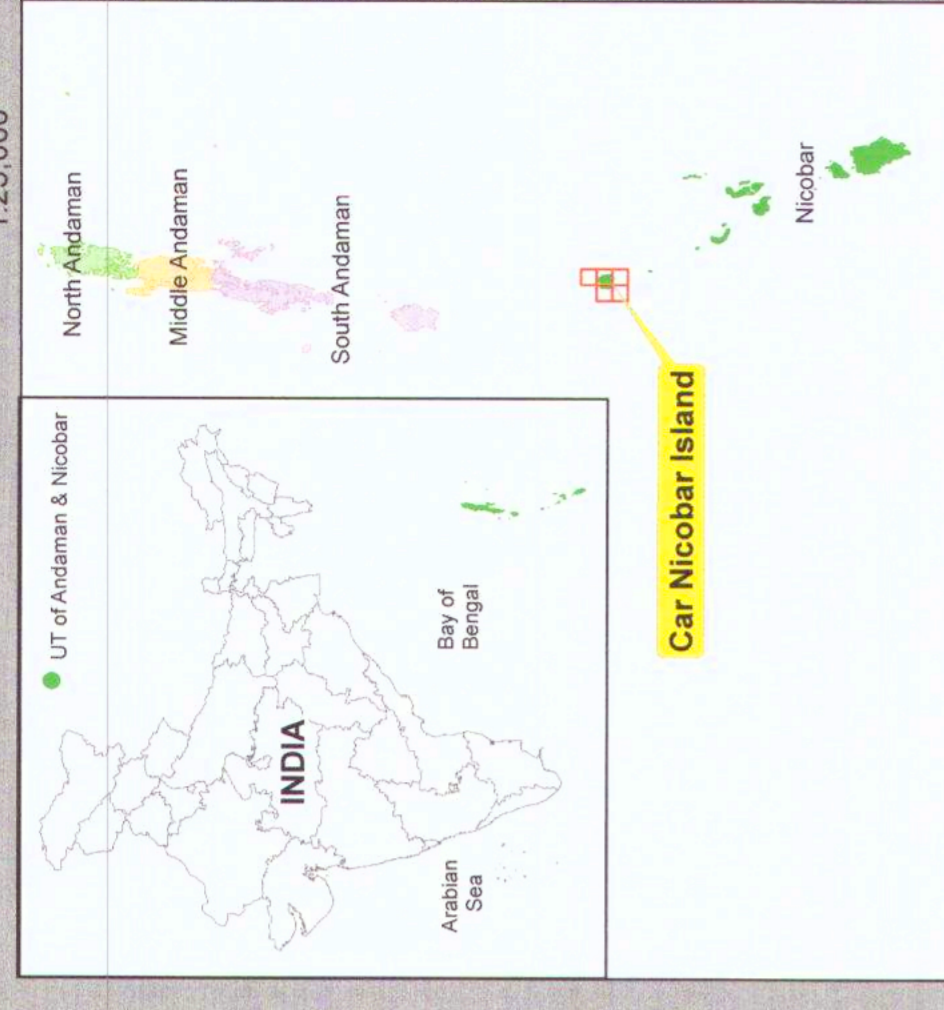 1:25,000
UT of Andaman & Nicobar
INDIA
Arabian
Sea
Bay of
Bengal
North Andaman
Middle Andaman
South Andaman
Car Nicobar Island
Nicobar